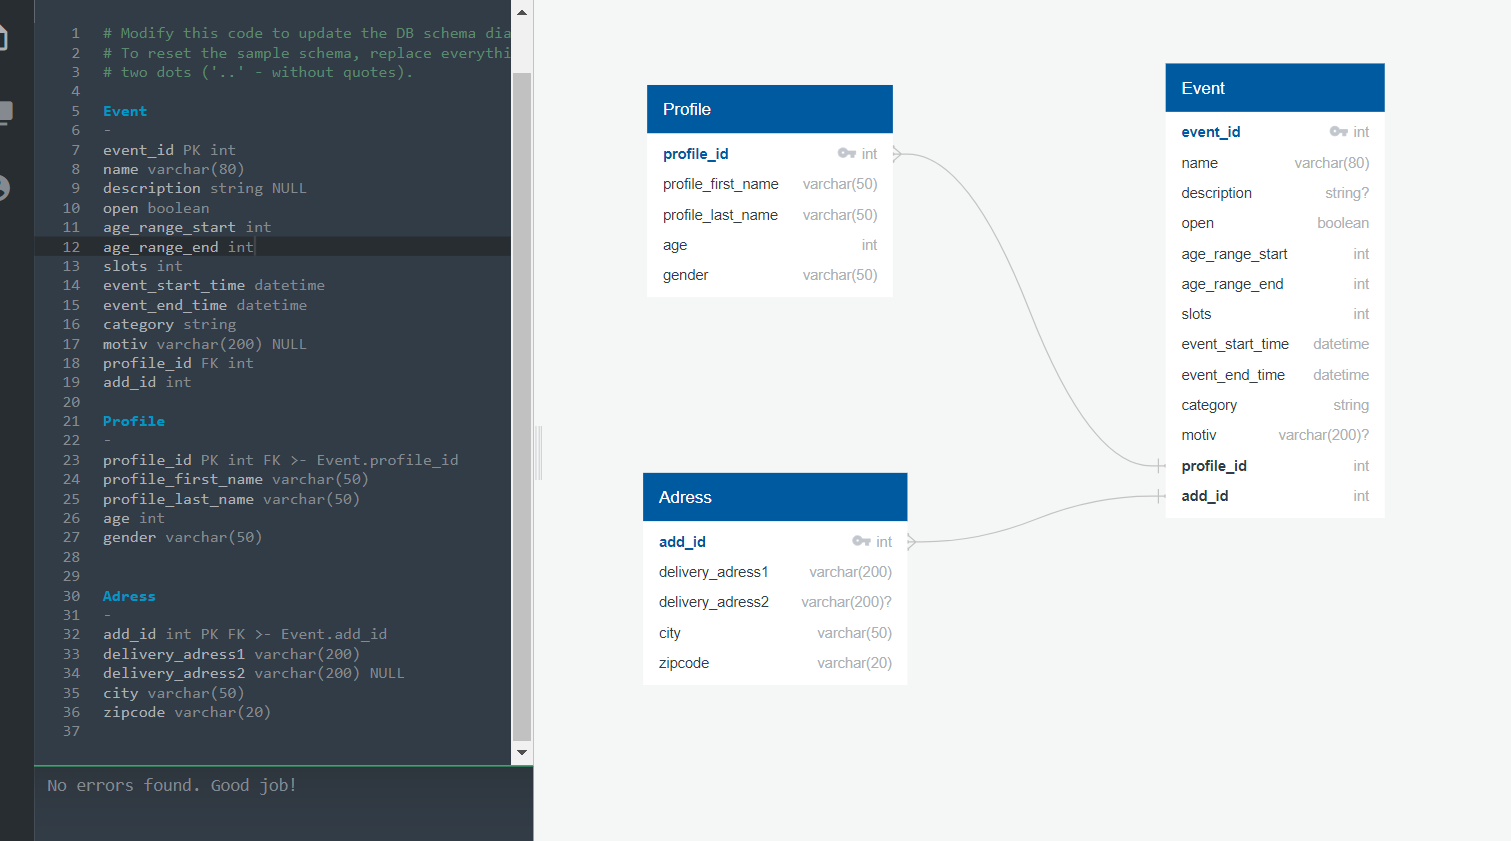 1 # Modify this code to update the DB schema dia
2 # To reset the sample schema, replace everythi
3 # two dots ('..' - without quotes).
4
5 Event
6 -
7 event_id PK int
8 name varchar(80)
9 description string NULL
10 open boolean
11 age_range_start int
12 age_range_end int
13 slots int
14 event_start_time datetime
15 event_end_time datetime
16 category string
17 motiv varchar(200) NULL
18 profile_id FK int
19 add_id int
20
21 Profile
22 -
23 profile_id PK int FK >- Event.profile_id
24 profile_first_name varchar(50)
25 profile_last_name varchar(50)
26 age int
27 gender varchar(50)
28
29
30 Adress
31 -
32 add_id int PK FK >- Event.add_id
33 delivery_adress1 varchar(200)
34 delivery_adress2 varchar(200) NULL
35 city varchar(50)
36 zipcode varchar(20)
37
No errors found. Good job!
Profile
profile_id int
profile_first_name varchar(50)
profile_last_name varchar(50)
age int
gender varchar(50)
Adress
add_id int
delivery_adress1 varchar(200)
delivery_adress2 varchar(200)?
city varchar(50)
zipcode varchar(20)
Event
event_id int
name varchar(80)
description string?
open boolean
age_range_start int
age_range_end int
slots int
event_start_time datetime
event_end_time datetime
category string
motiv varchar(200)?
profile_id int
add_id int